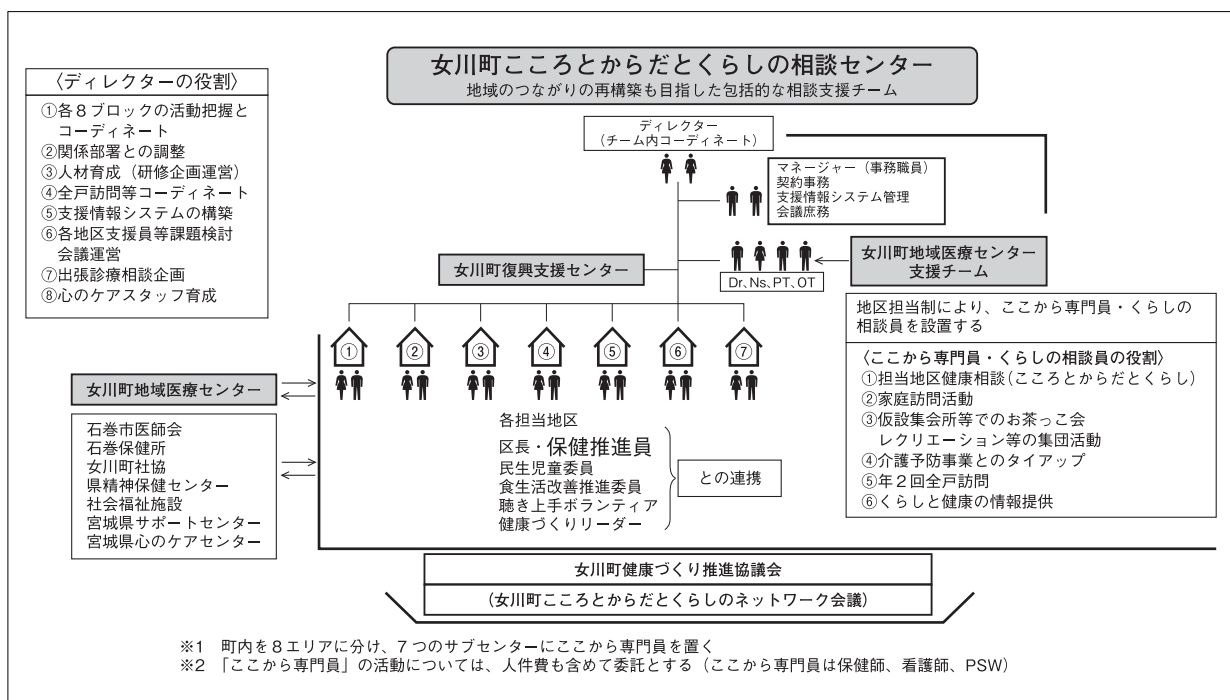 女川町こころとからだとくらしの相談センター
地域のつながりの再構築も目指した包括的な相談支援チーム
〈ディレクターの役割〉
①各8ブロックの活動把握と
コーディネート
②関係部署との調整
③人材育成（研修企画運営）
④全戸訪問等コーディネート
⑤支援情報システムの構築
⑥各地区支援員等課題検討
会議運営
⑦出張診療相談企画
⑧心のケアスタッフ育成
ディレクター
（チーム内コーディネート）
マネージャー（事務職員）
契約事務
支援情報システム管理
会議庶務
女川町復興支援センター
Dr、Ns、PT、OT
女川町地域医療センター
支援チーム
地区担当制により、ここから専門員・くらしの
相談員を設置する
〈ここから専門員・くらしの相談員の役割〉
①担当地区健康相談（こころとからだとくらし）
②家庭訪問活動
③仮設集会所等でのお茶っこ会
レクリエーション等の集団活動
④介護予防事業とのタイアップ
⑤年2回全戸訪問
⑥くらしと健康の情報提供
① ② ③ ④ ⑤ ⑥ ⑦
女川町地域医療センター
石巻市医師会
石巻保健所
女川町社協
県精神保健センター
社会福祉施設
宮城県サポートセンター
宮城県心のケアセンター
各担当地区
区長・保健推進員
民生児童委員
食生活改善推進委員
聴き上手ボランティア
健康づくりリーダー
との連携
女川町健康づくり推進協議会
（女川町こころとからだとくらしのネットワーク会議）
※1 町内を8エリアに分け、7つのサブセンターにここから専門員を置く
※2 「ここから専門員」の活動については、人件費も含めて委託とする（ここから専門員は保健師、看護師、PSW）